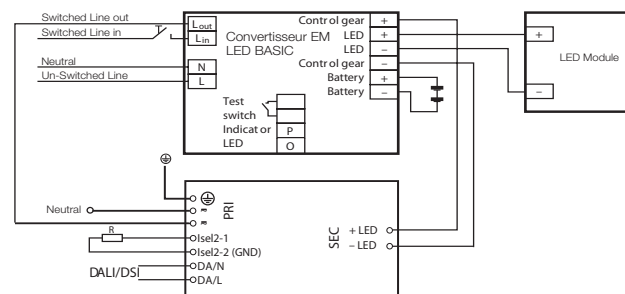 Switched Line out
Switched Line in
Neutral
Un-Switched Line
Lout
Lin
N
L
Convertisseur EM
LED BASIC
Control gear +
LED +
LED –
Control gear –
Battery +
Battery –
Test
switch
Indicator P
LED O
+
LED Module
–
Neutral
PRI
R
Isel2-1
Isel2-2 (GND)
DALI/DSI
DA/N
DA/L
SEC
+ LED
– LED